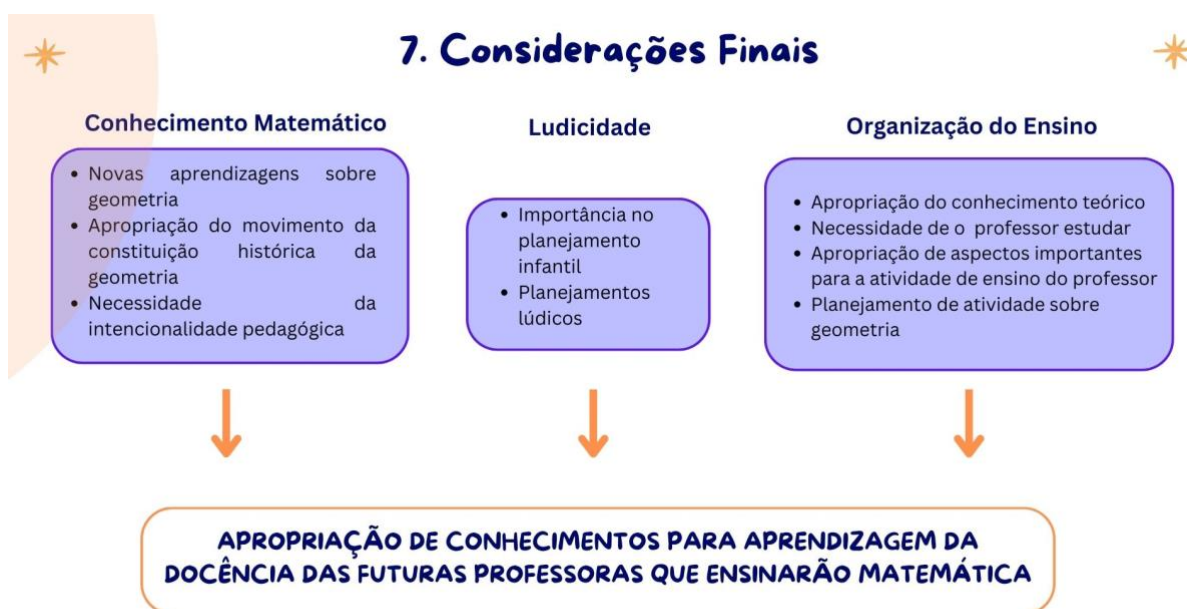 7. Considerações Finais
Conhecimento Matemático
• Novas aprendizagens sobre
geometria
• Apropriação do movimento da
constituição histórica da
geometria
• Necessidade da
intencionalidade pedagógica
Ludicidade
• Importância no
planejamento
infantil
• Planejamentos
lúdicos
Organização do Ensino
• Apropriação do conhecimento teórico
• Necessidade de o professor estudar
• Apropriação de aspectos importantes
para a atividade de ensino do professor
• Planejamento de atividade sobre
geometria
APROPRIAÇÃO DE CONHECIMENTOS PARA APRENDIZAGEM DA
DOCÊNCIA DAS FUTURAS PROFESSORAS QUE ENSINARÃO MATEMÁTICA